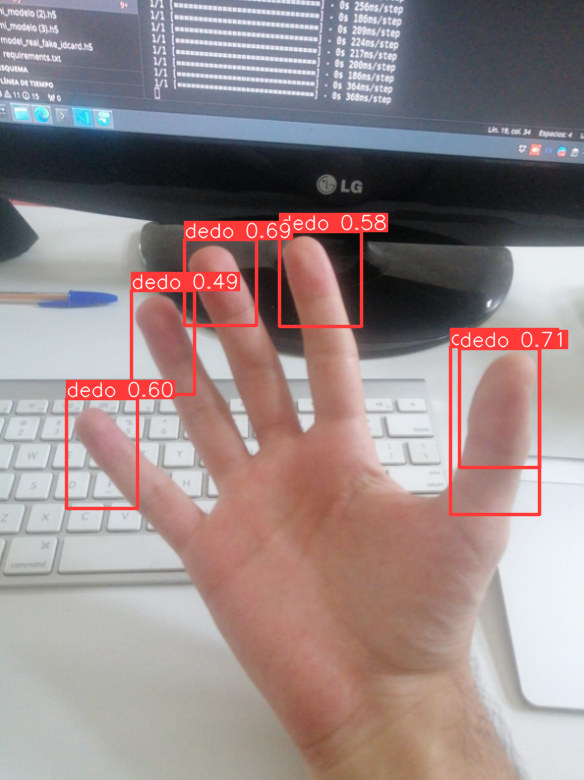 9+
mi_modelo (2).h5
mi_modelo (3).h5
model_real_fake_idcard.h5
requirements.txt
ESQUEMA
LÍNEA DE TIEMPO
11 15 0
1/1 - 0s 256ms/step
1/1 - 0s 186ms/step
1/1 - 0s 209ms/step
1/1 - 0s 224ms/step
1/1 - 0s 217ms/step
1/1 - 0s 200ms/step
1/1 - 0s 186ms/step
1/1 - 0s 364ms/step
1/1 - 0s 368ms/step
Lín. 18, col. 34 Espacios: 4
LG
dedo 0.58
dedo 0.69
dedo 0.49
dedo 0.71
dedo 0.60
W
Y
S
D
H
Z
X
C
V
command